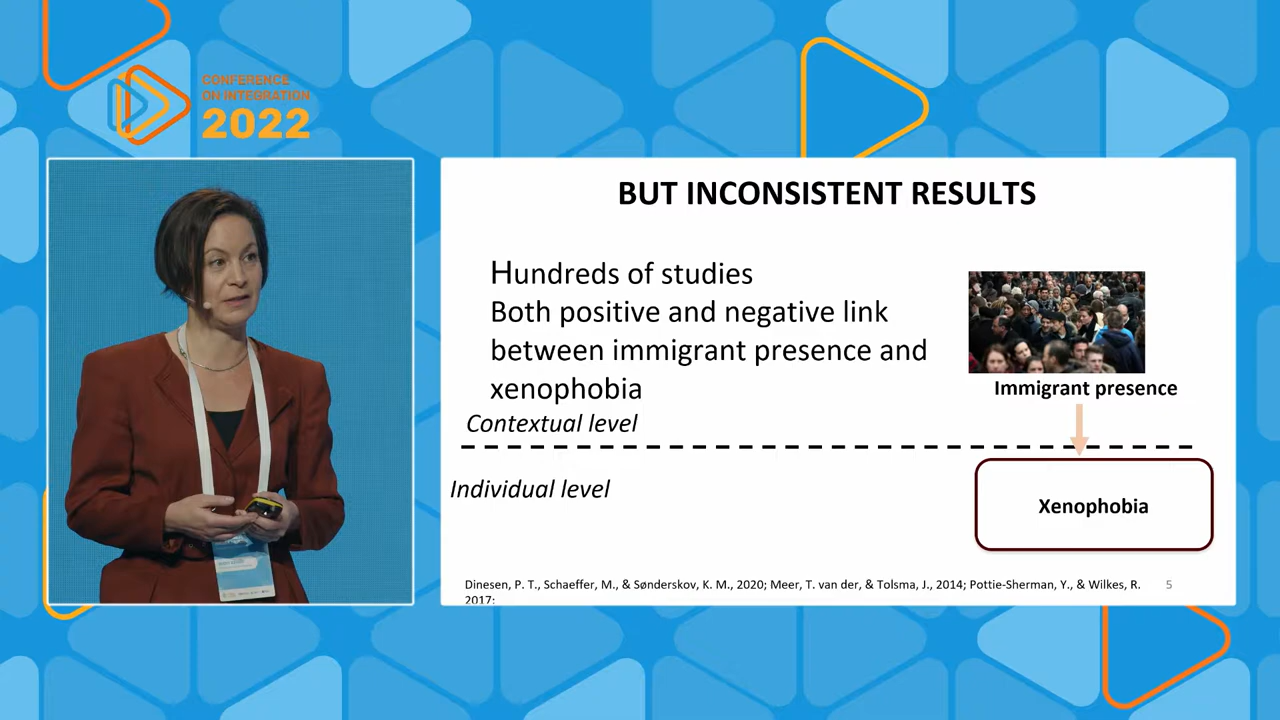 CONFERENCE
ON INTEGRATION
2022
BUT INCONSISTENT RESULTS
Hundreds of studies
Both positive and negative link
between immigrant presence and
xenophobia
Immigrant presence
Contextual level
Individual level
Xenophobia
Dinesen, P. T., Schaeffer, M., & Sønderskov, K. M., 2020; Meer, T. van der, & Tolsma, J., 2014; Pottie-Sherman, Y., & Wilkes, R.
2017;
5